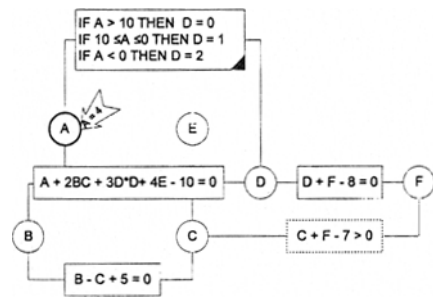 IF A > 10 THEN D = 0
IF 10 ≤A ≤0 THEN D = 1
IF A < 0 THEN D = 2
A
A = 4
E
A + 2BC + 3D*D+ 4E - 10 = 0
D
D + F - 8 = 0
F
B
C
C + F - 7 > 0
B - C + 5 = 0